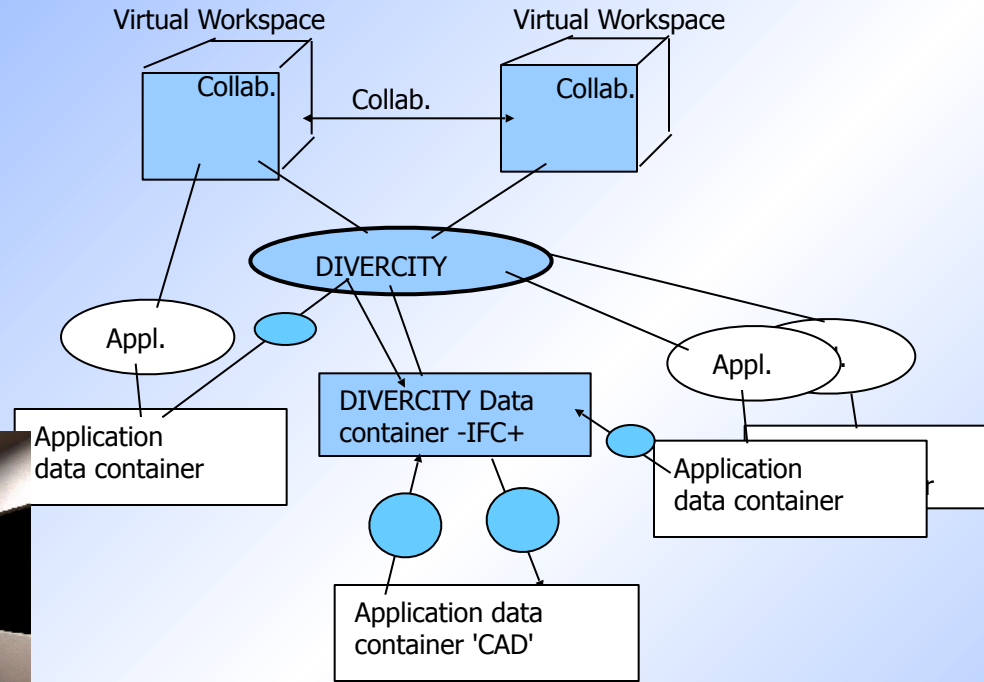 Virtual Workspace
Virtual Workspace
Collab.
Collab.
Collab.
DIVERCITY
Appl.
Appl.
DIVERCITY Data
container -IFC+
Application
data container
Application
data container
Application data
container 'CAD'